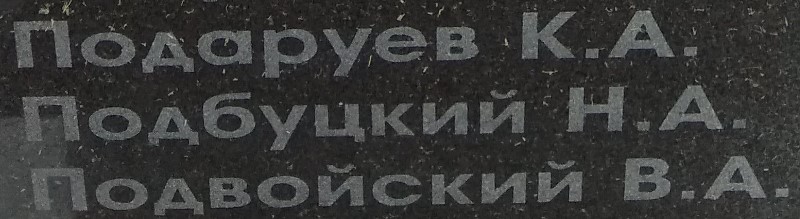 Подаруев К.А.
Подбуцкий Н.А.
Подвойский В.А.